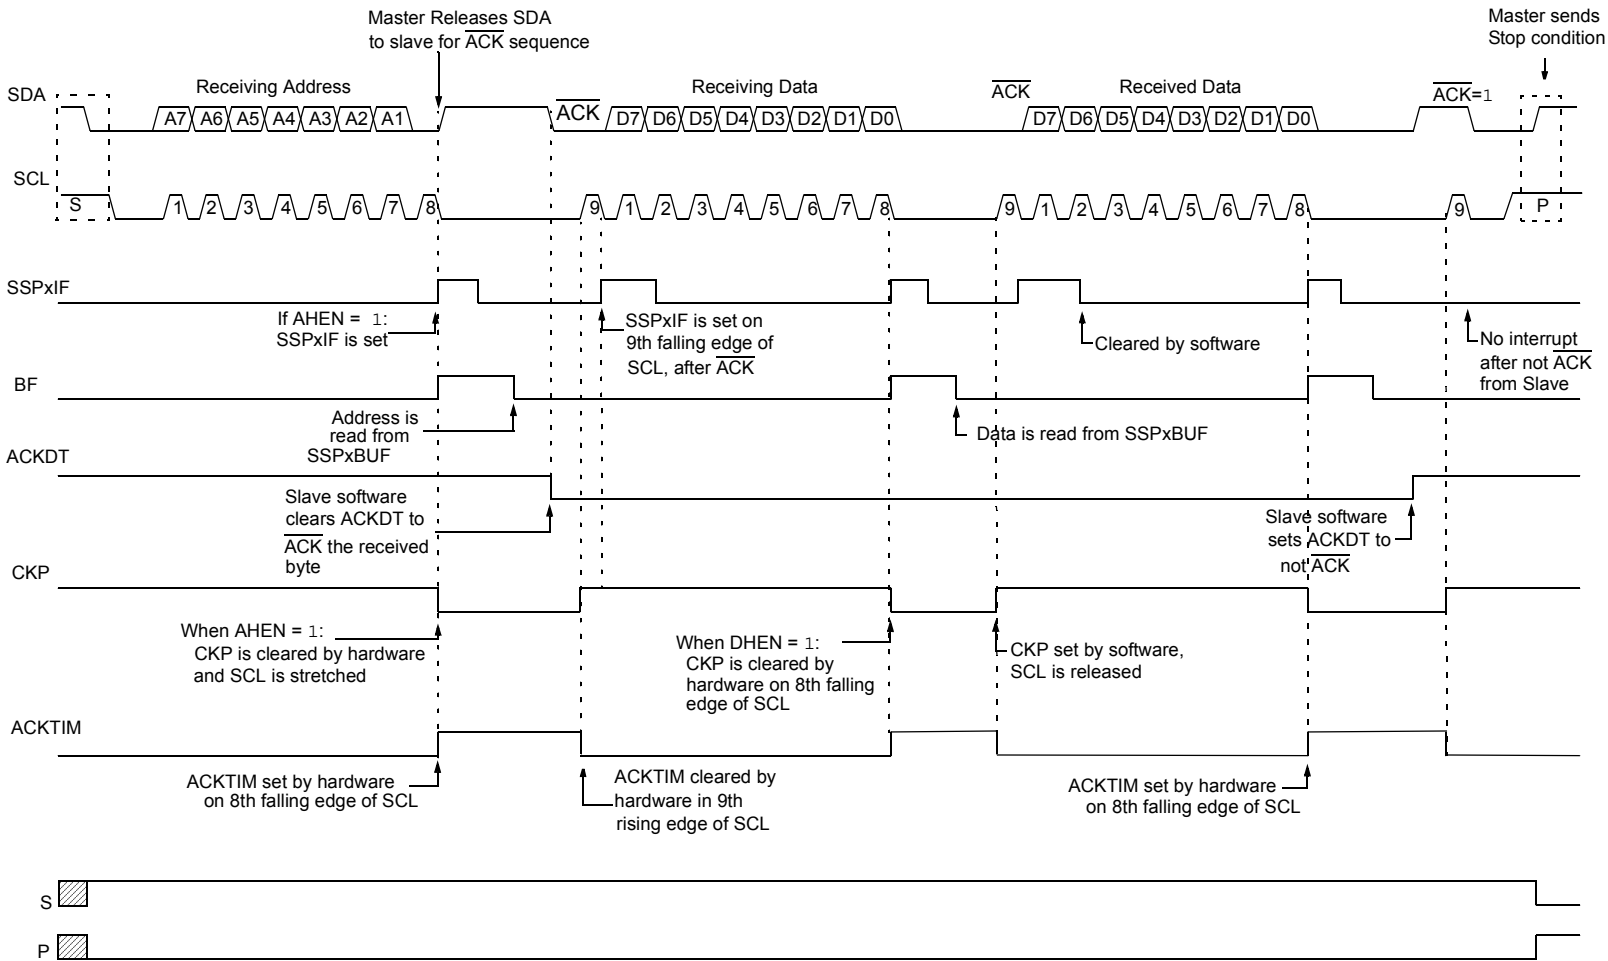 Master Releases SDA
to slave for ACK sequence
Master sends
Stop condition
SDA
Receiving Address
ACK
Receiving Data
ACK
Received Data
ACK=1
A7 A6 A5 A4 A3 A2 A1
D7 D6 D5 D4 D3 D2 D1 D0
D7 D6 D5 D4 D3 D2 D1 D0
SCL
S
1 2 3 4 5 6 7 8
9 1 2 3 4 5 6 7 8
9 1 2 3 4 5 6 7 8
9
P
SSPxIF
If AHEN = 1:
SSPxIF is set
SSPxIF is set on
9th falling edge of
SCL, after ACK
Cleared by software
No interrupt
after not ACK
from Slave
BF
Address is
read from
SSPxBUF
Data is read from SSPxBUF
ACKDT
Slave software
clears ACKDT to
ACK the received
byte
Slave software
sets ACKDT to
not ACK
CKP
When AHEN = 1:
CKP is cleared by hardware
and SCL is stretched
When DHEN = 1:
CKP is cleared by
hardware on 8th falling
edge of SCL
CKP set by software,
SCL is released
ACKTIM
ACKTIM set by hardware
on 8th falling edge of SCL
ACKTIM cleared by
hardware in 9th
rising edge of SCL
ACKTIM set by hardware
on 8th falling edge of SCL
S
P